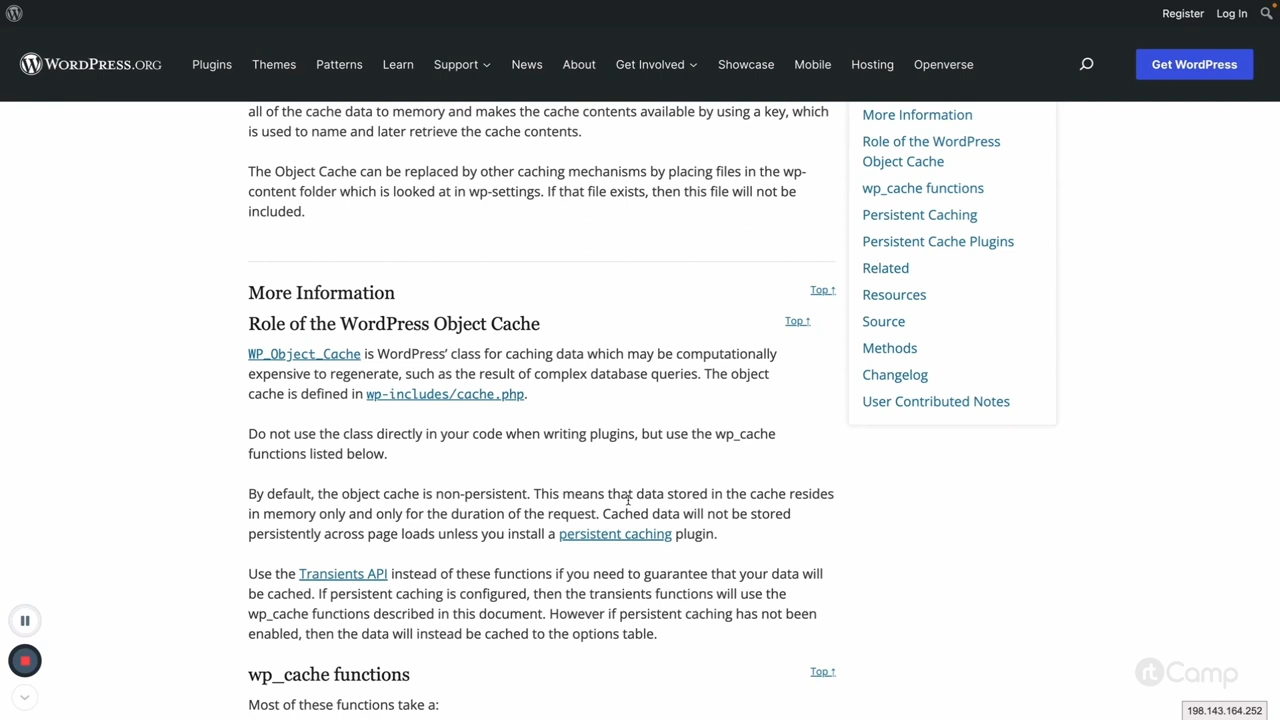 Register Log In
WORDPRESS.ORG Plugins Themes Patterns Learn Support News About Get Involved Showcase Mobile Hosting Openverse Get WordPress
all of the cache data to memory and makes the cache contents available by using a key, which
is used to name and later retrieve the cache contents.
The Object Cache can be replaced by other caching mechanisms by placing files in the wp-
content folder which is looked at in wp-settings. If that file exists, then this file will not be
included.
More Information Top ↑
Role of the WordPress Object Cache Top ↑
WP_Object_Cache is WordPress’ class for caching data which may be computationally
expensive to regenerate, such as the result of complex database queries. The object
cache is defined in wp-includes/cache.php.
Do not use the class directly in your code when writing plugins, but use the wp_cache
functions listed below.
By default, the object cache is non-persistent. This means that data stored in the cache resides
in memory only and only for the duration of the request. Cached data will not be stored
persistently across page loads unless you install a persistent caching plugin.
Use the Transients API instead of these functions if you need to guarantee that your data will
be cached. If persistent caching is configured, then the transients functions will use the
wp_cache functions described in this document. However if persistent caching has not been
enabled, then the data will instead be cached to the options table.
wp_cache functions Top ↑
Most of these functions take a:
More Information
Role of the WordPress
Object Cache
wp_cache functions
Persistent Caching
Persistent Cache Plugins
Related
Resources
Source
Methods
Changelog
User Contributed Notes
rtCamp
198.143.164.252